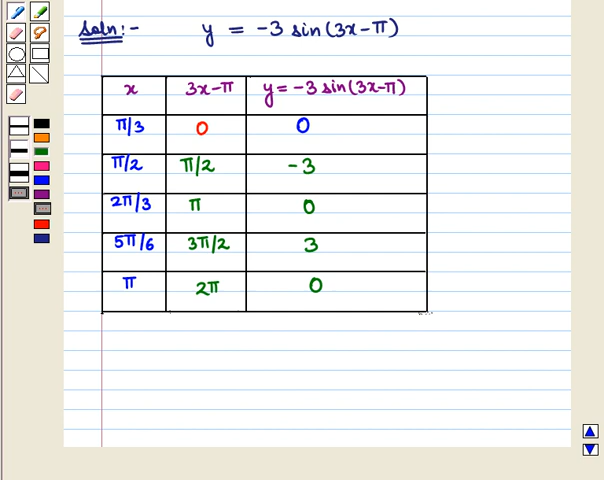 Soln:- y = -3 sin(3x-π)
x 3x-π y=-3 sin(3x-π)
π/3 0 0
π/2 π/2 -3
2π/3 π 0
5π/6 3π/2 3
π 2π 0